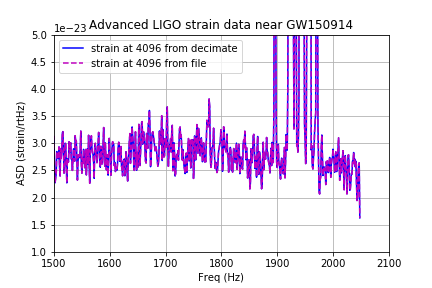 Advanced LIGO strain data near GW150914
1e−23
5.0
4.5
4.0
3.5
3.0
2.5
2.0
1.5
1.0
ASD (strain/rtHz)
strain at 4096 from decimate
strain at 4096 from file
1500 1600 1700 1800 1900 2000 2100
Freq (Hz)